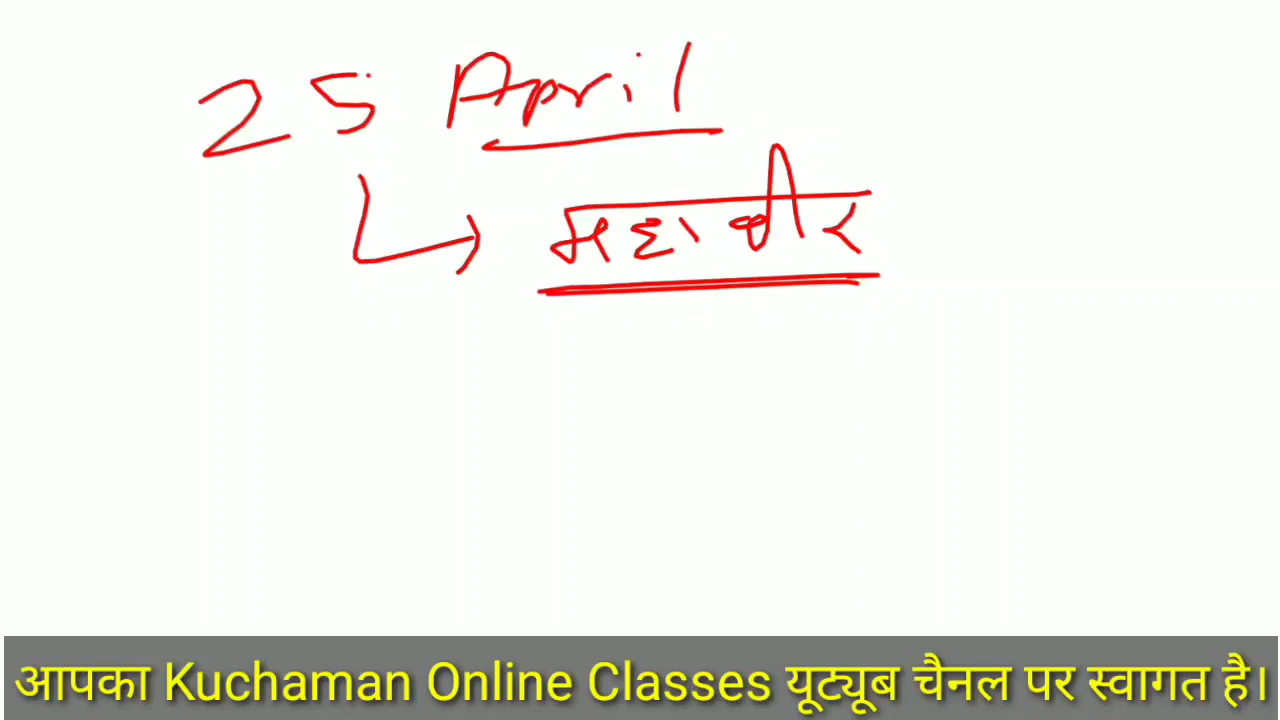 25 April
महावीर
आपका Kuchaman Online Classes यूट्यूब चैनल पर स्वागत है।